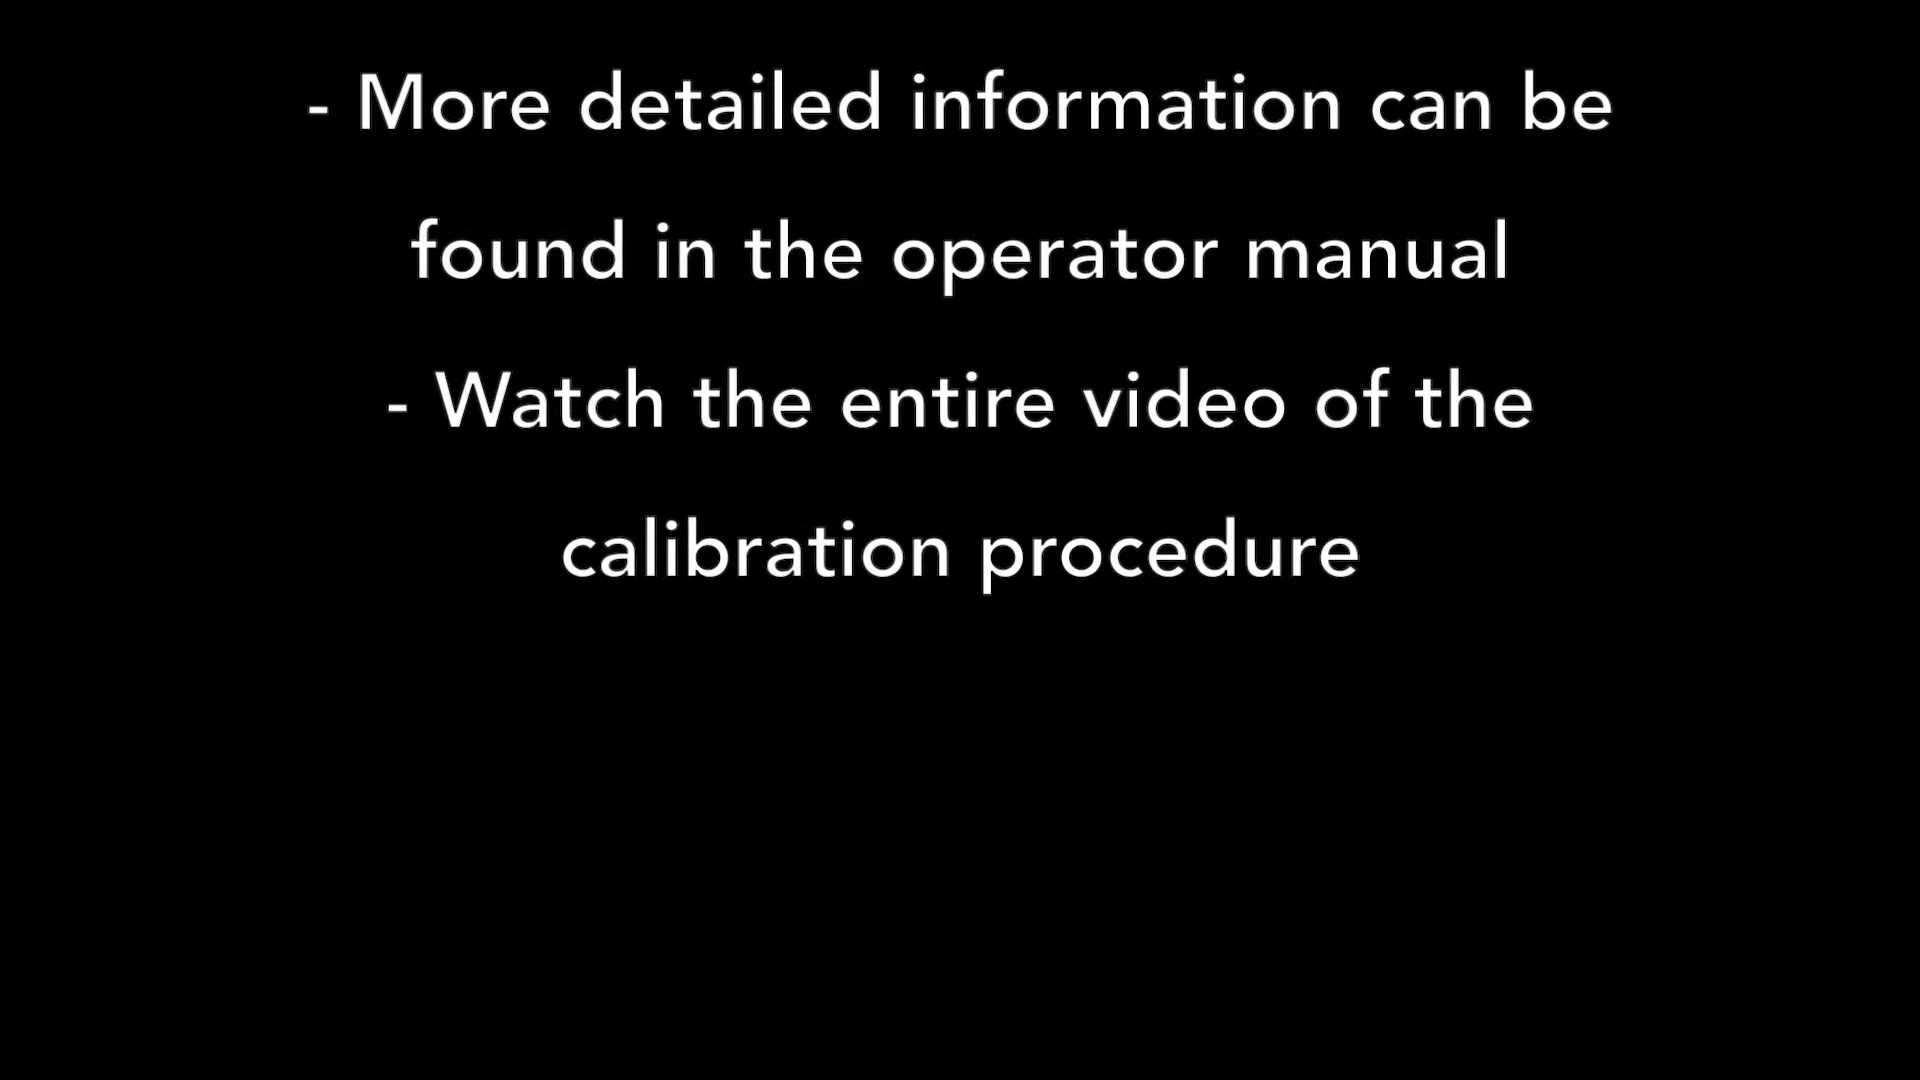 - More detailed information can be
found in the operator manual
- Watch the entire video of the
calibration procedure